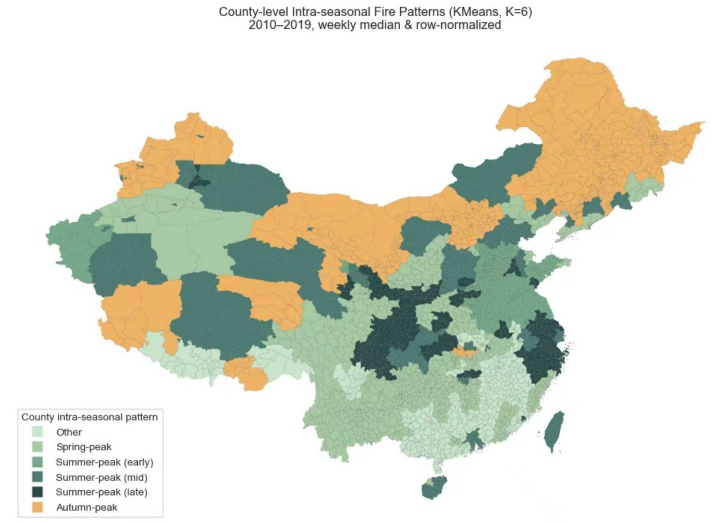 County-level Intra-seasonal Fire Patterns (KMeans, K=6)
2010–2019, weekly median & row-normalized
County intra-seasonal pattern
Other
Spring-peak
Summer-peak (early)
Summer-peak (mid)
Summer-peak (late)
Autumn-peak